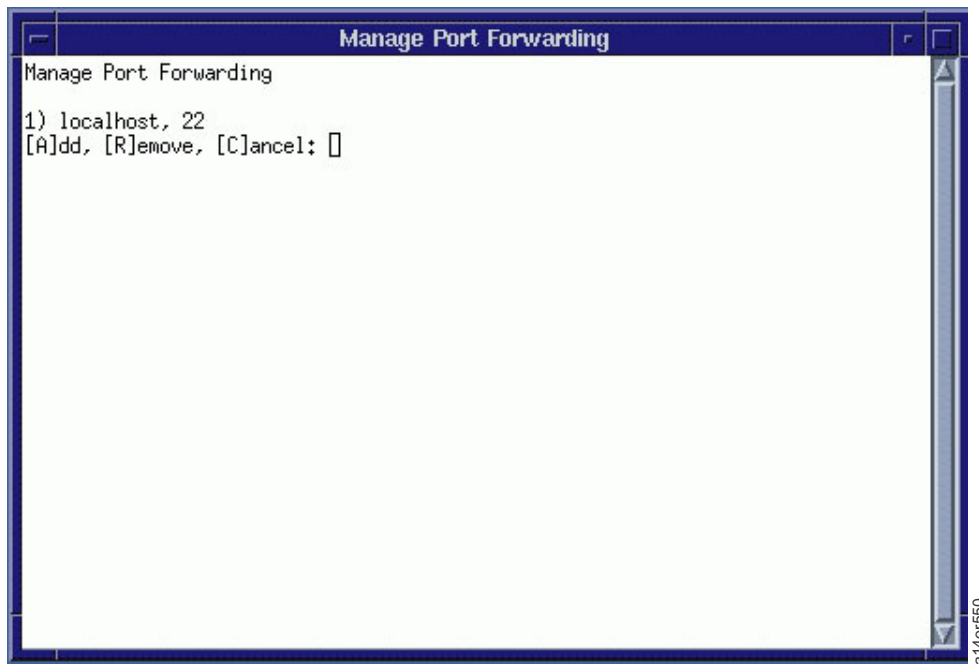 Manage Port Forwarding
Manage Port Forwarding
1) localhost, 22
[A]dd, [R]emove, [C]ancel: